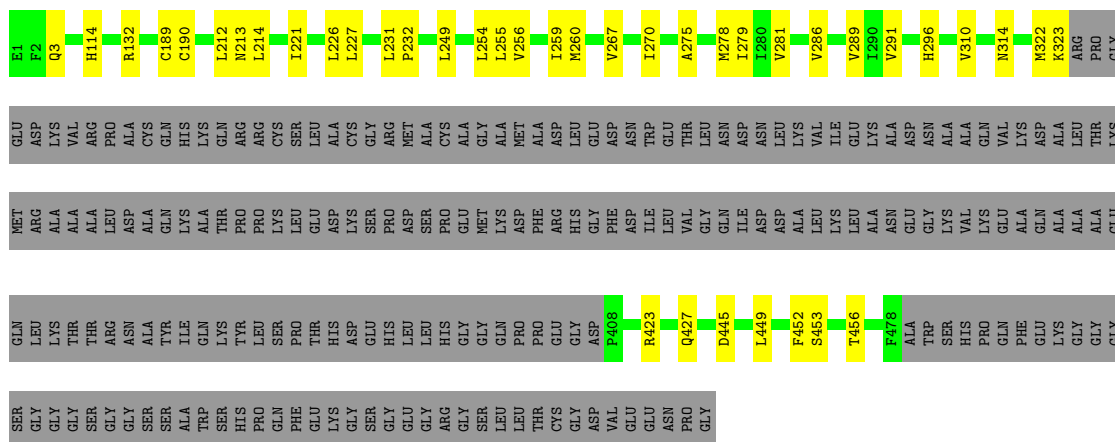 E1 F2 Q3 H114 R132 C189 C190 L212 N213 L214 I221 L226 L227 L231 P232 L249 L254 L255 V256 I259 M260 V267 I270 A275 M278 I279 I280 V281 V286 V289 I290 V291 H296 V310 N314 M322 K323 ARG PRO GLY
GLU ASP LYS VAL ARG PRO ALA CYS GLN HIS LYS GLN ARG ARG CYS SER LEU ALA CYS GLY ARG MET ALA CYS ALA GLY ALA MET ALA ASP LEU GLU ASP ASN TRP GLU THR LEU ASN ASP ASN LEU LYS VAL ILE GLU LYS ALA ASP ASN ALA ALA GLN VAL LYS ASP ALA LEU THR LYS
MET ARG ALA ALA ALA LEU ASP ALA GLN LYS ALA THR PRO PRO LYS LEU GLU ASP LYS SER PRO ASP SER PRO GLU MET LYS ASP PHE ARG HIS GLY PHE ASP ILE LEU VAL GLY GLN ILE ASP ASP ALA LEU LYS LEU ALA ASN GLU GLY LYS VAL LYS GLU ALA GLN ALA ALA ALA GLU
GLN LEU LYS THR THR ARG ASN ALA TYR ILE GLN LYS TYR LEU SER PRO THR HIS ASP GLU HIS LEU LEU HIS GLY GLY GLN PRO PRO GLU GLY ASP P408 R423 Q427 D445 L449 F452 S453 T456 F478 ALA TRP SER HIS PRO GLN PHE GLU LYS GLY GLY GLY
SER GLY GLY GLY SER GLY GLY SER SER ALA TRP SER HIS PRO GLN PHE GLU LYS GLY SER GLY GLU GLY ARG GLY SER LEU LEU THR CYS GLY ASP VAL GLU GLU ASN PRO GLY